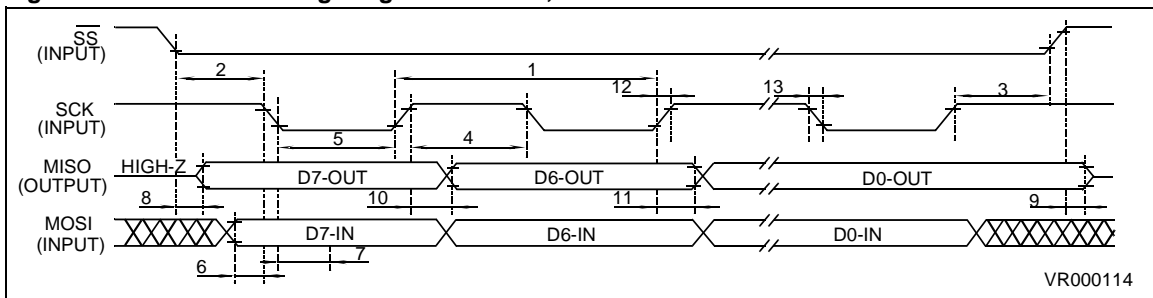 SS
(INPUT)
2
1
12
13
3
SCK
(INPUT)
5
4
MISO
(OUTPUT)
HIGH-Z
D7-OUT
D6-OUT
D0-OUT
8
10
11
9
MOSI
(INPUT)
D7-IN
D6-IN
D0-IN
7
6
VR000114